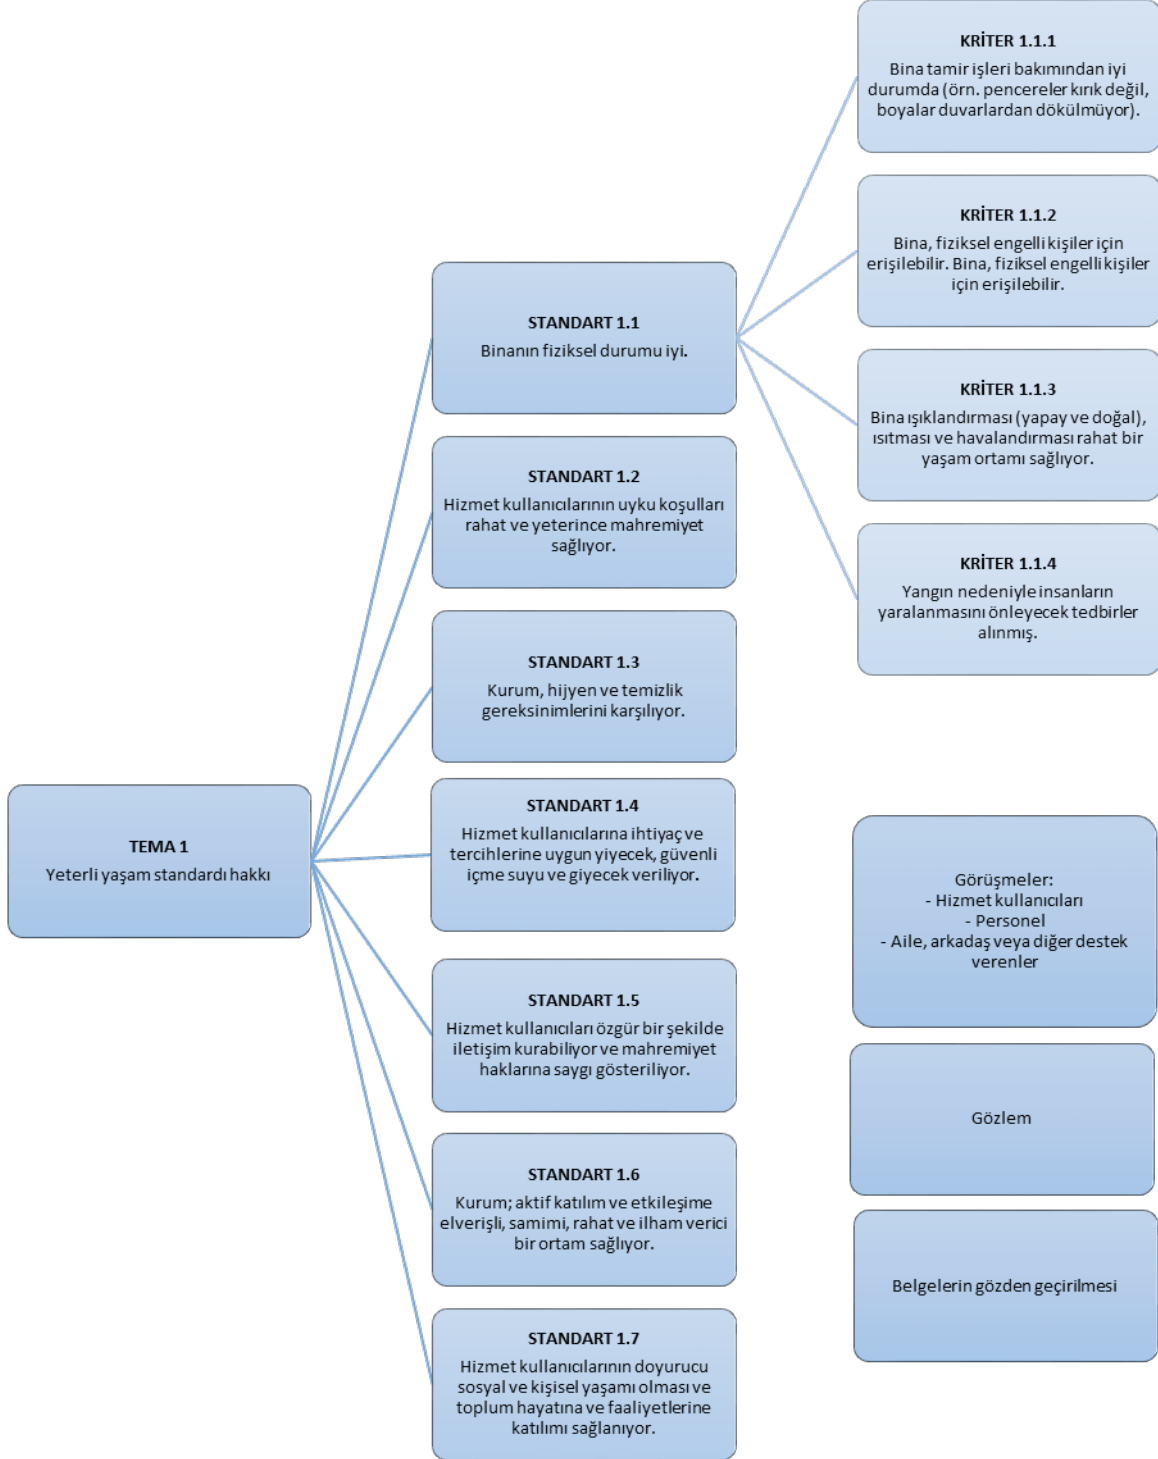 TEMA 1
Yeterli yaşam standardı hakkı
STANDART 1.1
Binanın fiziksel durumu iyi.
STANDART 1.2
Hizmet kullanıcılarının uyku koşulları
rahat ve yeterince mahremiyet
sağlıyor.
STANDART 1.3
Kurum, hijyen ve temizlik
gereksinimlerini karşılıyor.
STANDART 1.4
Hizmet kullanıcılarına ihtiyaç ve
tercihlerine uygun yiyecek, güvenli
içme suyu ve giyecek veriliyor.
STANDART 1.5
Hizmet kullanıcıları özgür bir şekilde
iletişim kurabiliyor ve mahremiyet
haklarına saygı gösteriliyor.
STANDART 1.6
Kurum; aktif katılım ve etkileşime
elverişli, samimi, rahat ve ilham verici
bir ortam sağlıyor.
STANDART 1.7
Hizmet kullanıcılarının doyurucu
sosyal ve kişisel yaşamı olması ve
toplum hayatına ve faaliyetlerine
katılımı sağlanıyor.
KRİTER 1.1.1
Bina tamir işleri bakımından iyi
durumda (örn. pencereler kırık değil,
boyalar duvarlardan dökülmüyor).
KRİTER 1.1.2
Bina, fiziksel engelli kişiler için
erişilebilir. Bina, fiziksel engelli kişiler
için erişilebilir.
KRİTER 1.1.3
Bina ışıklandırması (yapay ve doğal),
ısıtması ve havalandırması rahat bir
yaşam ortamı sağlıyor.
KRİTER 1.1.4
Yangın nedeniyle insanların
yaralanmasını önleyecek tedbirler
alınmış.
Görüşmeler:
- Hizmet kullanıcıları
- Personel
- Aile, arkadaş veya diğer destek
verenler
Gözlem
Belgelerin gözden geçirilmesi